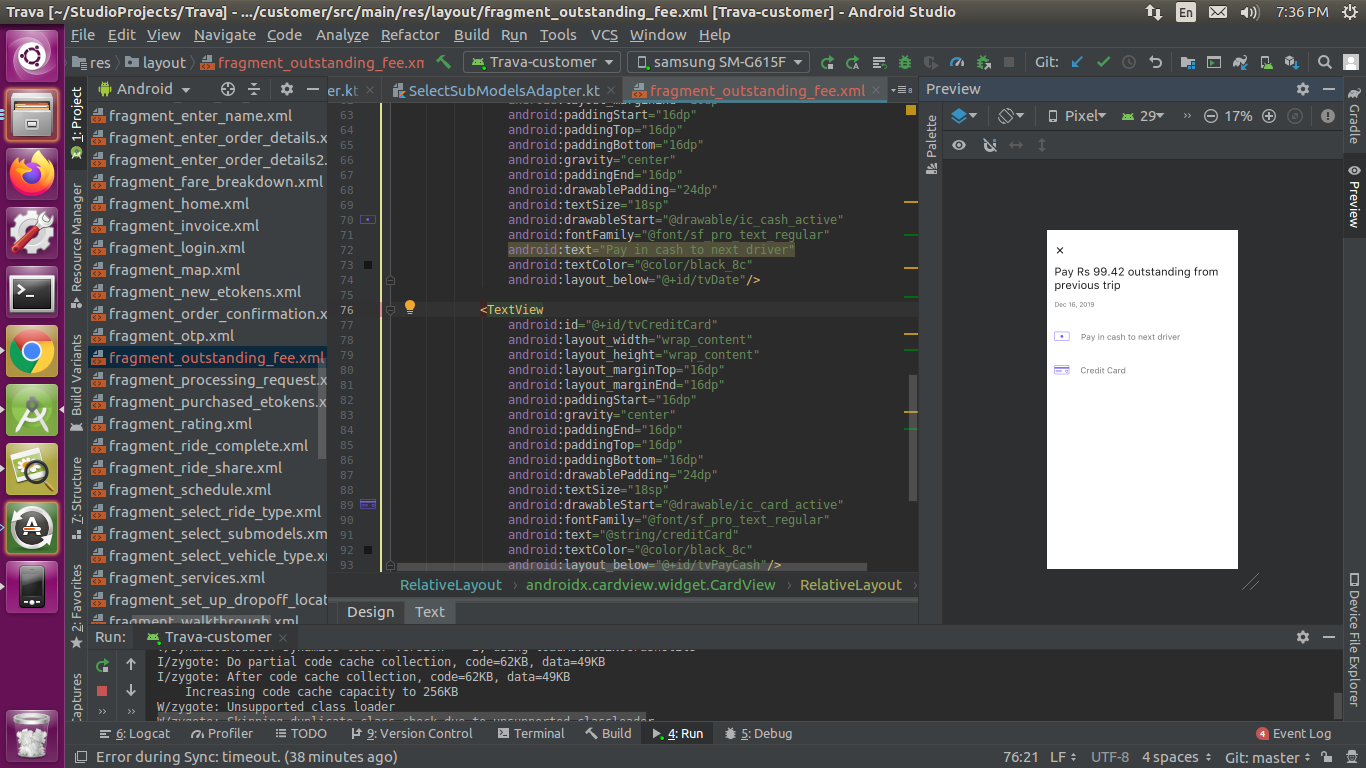 Trava [~/StudioProjects/Trava] - .../customer/src/main/res/layout/fragment_outstanding_fee.xml [Trava-customer] - Android Studio
En
7:36 PM
File Edit View Navigate Code Analyze Refactor Build Run Tools VCS Window Help
res
layout
fragment_outstanding_fee.xm
Trava-customer
samsung SM-G615F
Git:
1: Project
Resource Manager
Build Variants
7: Structure
2: Favorites
Captures
Android
fragment_enter_name.xml
fragment_enter_order_details.x
fragment_enter_order_details2.
fragment_fare_breakdown.xml
fragment_home.xml
fragment_invoice.xml
fragment_login.xml
fragment_map.xml
fragment_new_etokens.xml
fragment_order_confirmation.x
fragment_otp.xml
fragment_outstanding_fee.xml
fragment_processing_request.x
fragment_purchased_etokens.x
fragment_rating.xml
fragment_ride_complete.xml
fragment_ride_share.xml
fragment_schedule.xml
fragment_select_ride_type.xml
fragment_select_submodels.xm
fragment_select_vehicle_type.xm
fragment_services.xml
fragment_set_up_dropoff_locat
fragment_walkthrough.xml
er.kt
SelectSubModelsAdapter.kt
fragment_outstanding_fee.xml
8
63 android:paddingStart="16dp"
64 android:paddingTop="16dp"
65 android:paddingBottom="16dp"
66 android:gravity="center"
67 android:paddingEnd="16dp"
68 android:drawablePadding="24dp"
69 android:textSize="18sp"
70 android:drawableStart="@drawable/ic_cash_active"
71 android:fontFamily="@font/sf_pro_text_regular"
72 android:text="Pay in cash to next driver"
73 android:textColor="@color/black_8c"
74 android:layout_below="@+id/tvDate"/>
75
76 <TextView
77 android:id="@+id/tvCreditCard"
78 android:layout_width="wrap_content"
79 android:layout_height="wrap_content"
80 android:layout_marginTop="16dp"
81 android:layout_marginEnd="16dp"
82 android:paddingStart="16dp"
83 android:gravity="center"
84 android:paddingEnd="16dp"
85 android:paddingTop="16dp"
86 android:paddingBottom="16dp"
87 android:drawablePadding="24dp"
88 android:textSize="18sp"
89 android:drawableStart="@drawable/ic_card_active"
90 android:fontFamily="@font/sf_pro_text_regular"
91 android:text="@string/creditCard"
92 android:textColor="@color/black_8c"
93 android:layout_below="@+id/tvPayCash"/>
RelativeLayout › androidx.cardview.widget.CardView › RelativeLayout ›
Design Text
Preview
Palette
Pixel
29
17%
Pay Rs 99.42 outstanding from
previous trip
Dec 16, 2019
Pay in cash to next driver
Credit Card
Gradle
Preview
Device File Explorer
Run: Trava-customer
I/zygote: Do partial code cache collection, code=62KB, data=49KB
I/zygote: After code cache collection, code=62KB, data=49KB
Increasing code cache capacity to 256KB
W/zygote: Unsupported class loader
W/zygote: Skipping duplicate class check due to unsupported classloader
6: Logcat Profiler TODO 9: Version Control Terminal Build 4: Run 5: Debug
4 Event Log
Error during Sync: timeout. (38 minutes ago)
76:21 LF UTF-8 4 spaces Git: master